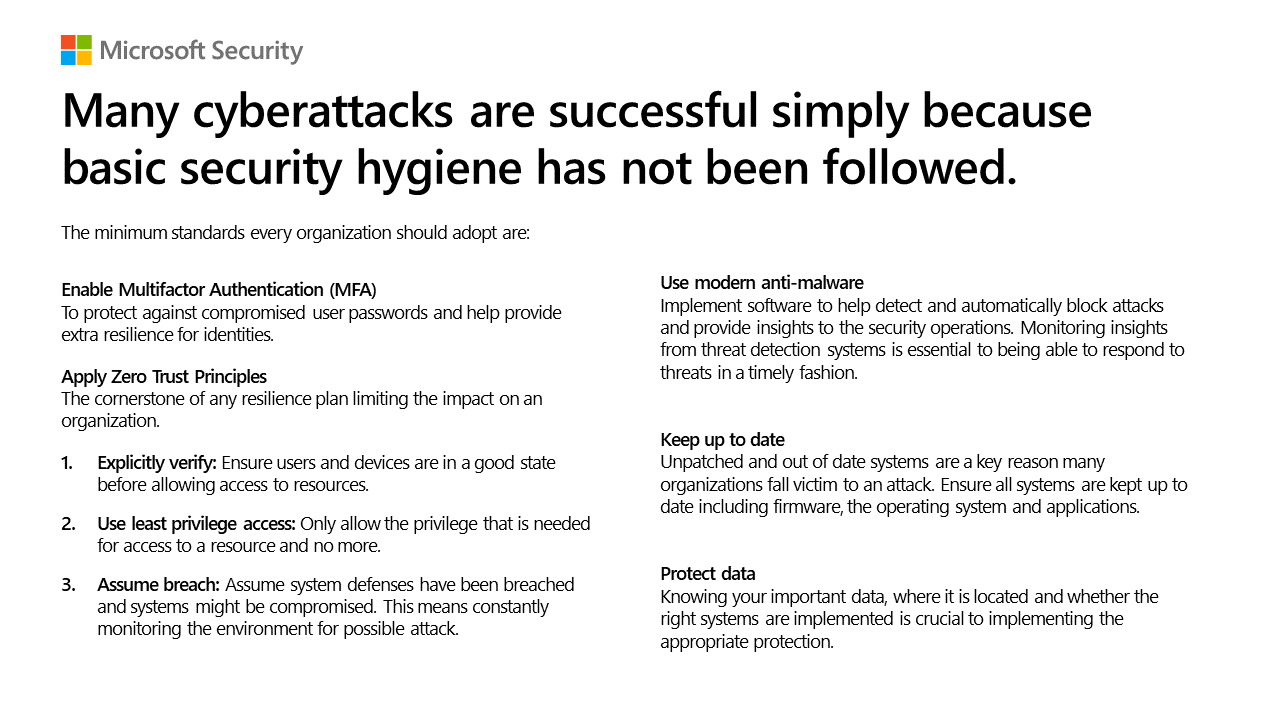 Microsoft Security
Many cyberattacks are successful simply because
basic security hygiene has not been followed.
The minimum standards every organization should adopt are:
Enable Multifactor Authentication (MFA)
To protect against compromised user passwords and help provide
extra resilience for identities.
Apply Zero Trust Principles
The cornerstone of any resilience plan limiting the impact on an
organization.
1. Explicitly verify: Ensure users and devices are in a good state
before allowing access to resources.
2. Use least privilege access: Only allow the privilege that is needed
for access to a resource and no more.
3. Assume breach: Assume system defenses have been breached
and systems might be compromised. This means constantly
monitoring the environment for possible attack.
Use modern anti-malware
Implement software to help detect and automatically block attacks
and provide insights to the security operations. Monitoring insights
from threat detection systems is essential to being able to respond to
threats in a timely fashion.
Keep up to date
Unpatched and out of date systems are a key reason many
organizations fall victim to an attack. Ensure all systems are kept up to
date including firmware, the operating system and applications.
Protect data
Knowing your important data, where it is located and whether the
right systems are implemented is crucial to implementing the
appropriate protection.